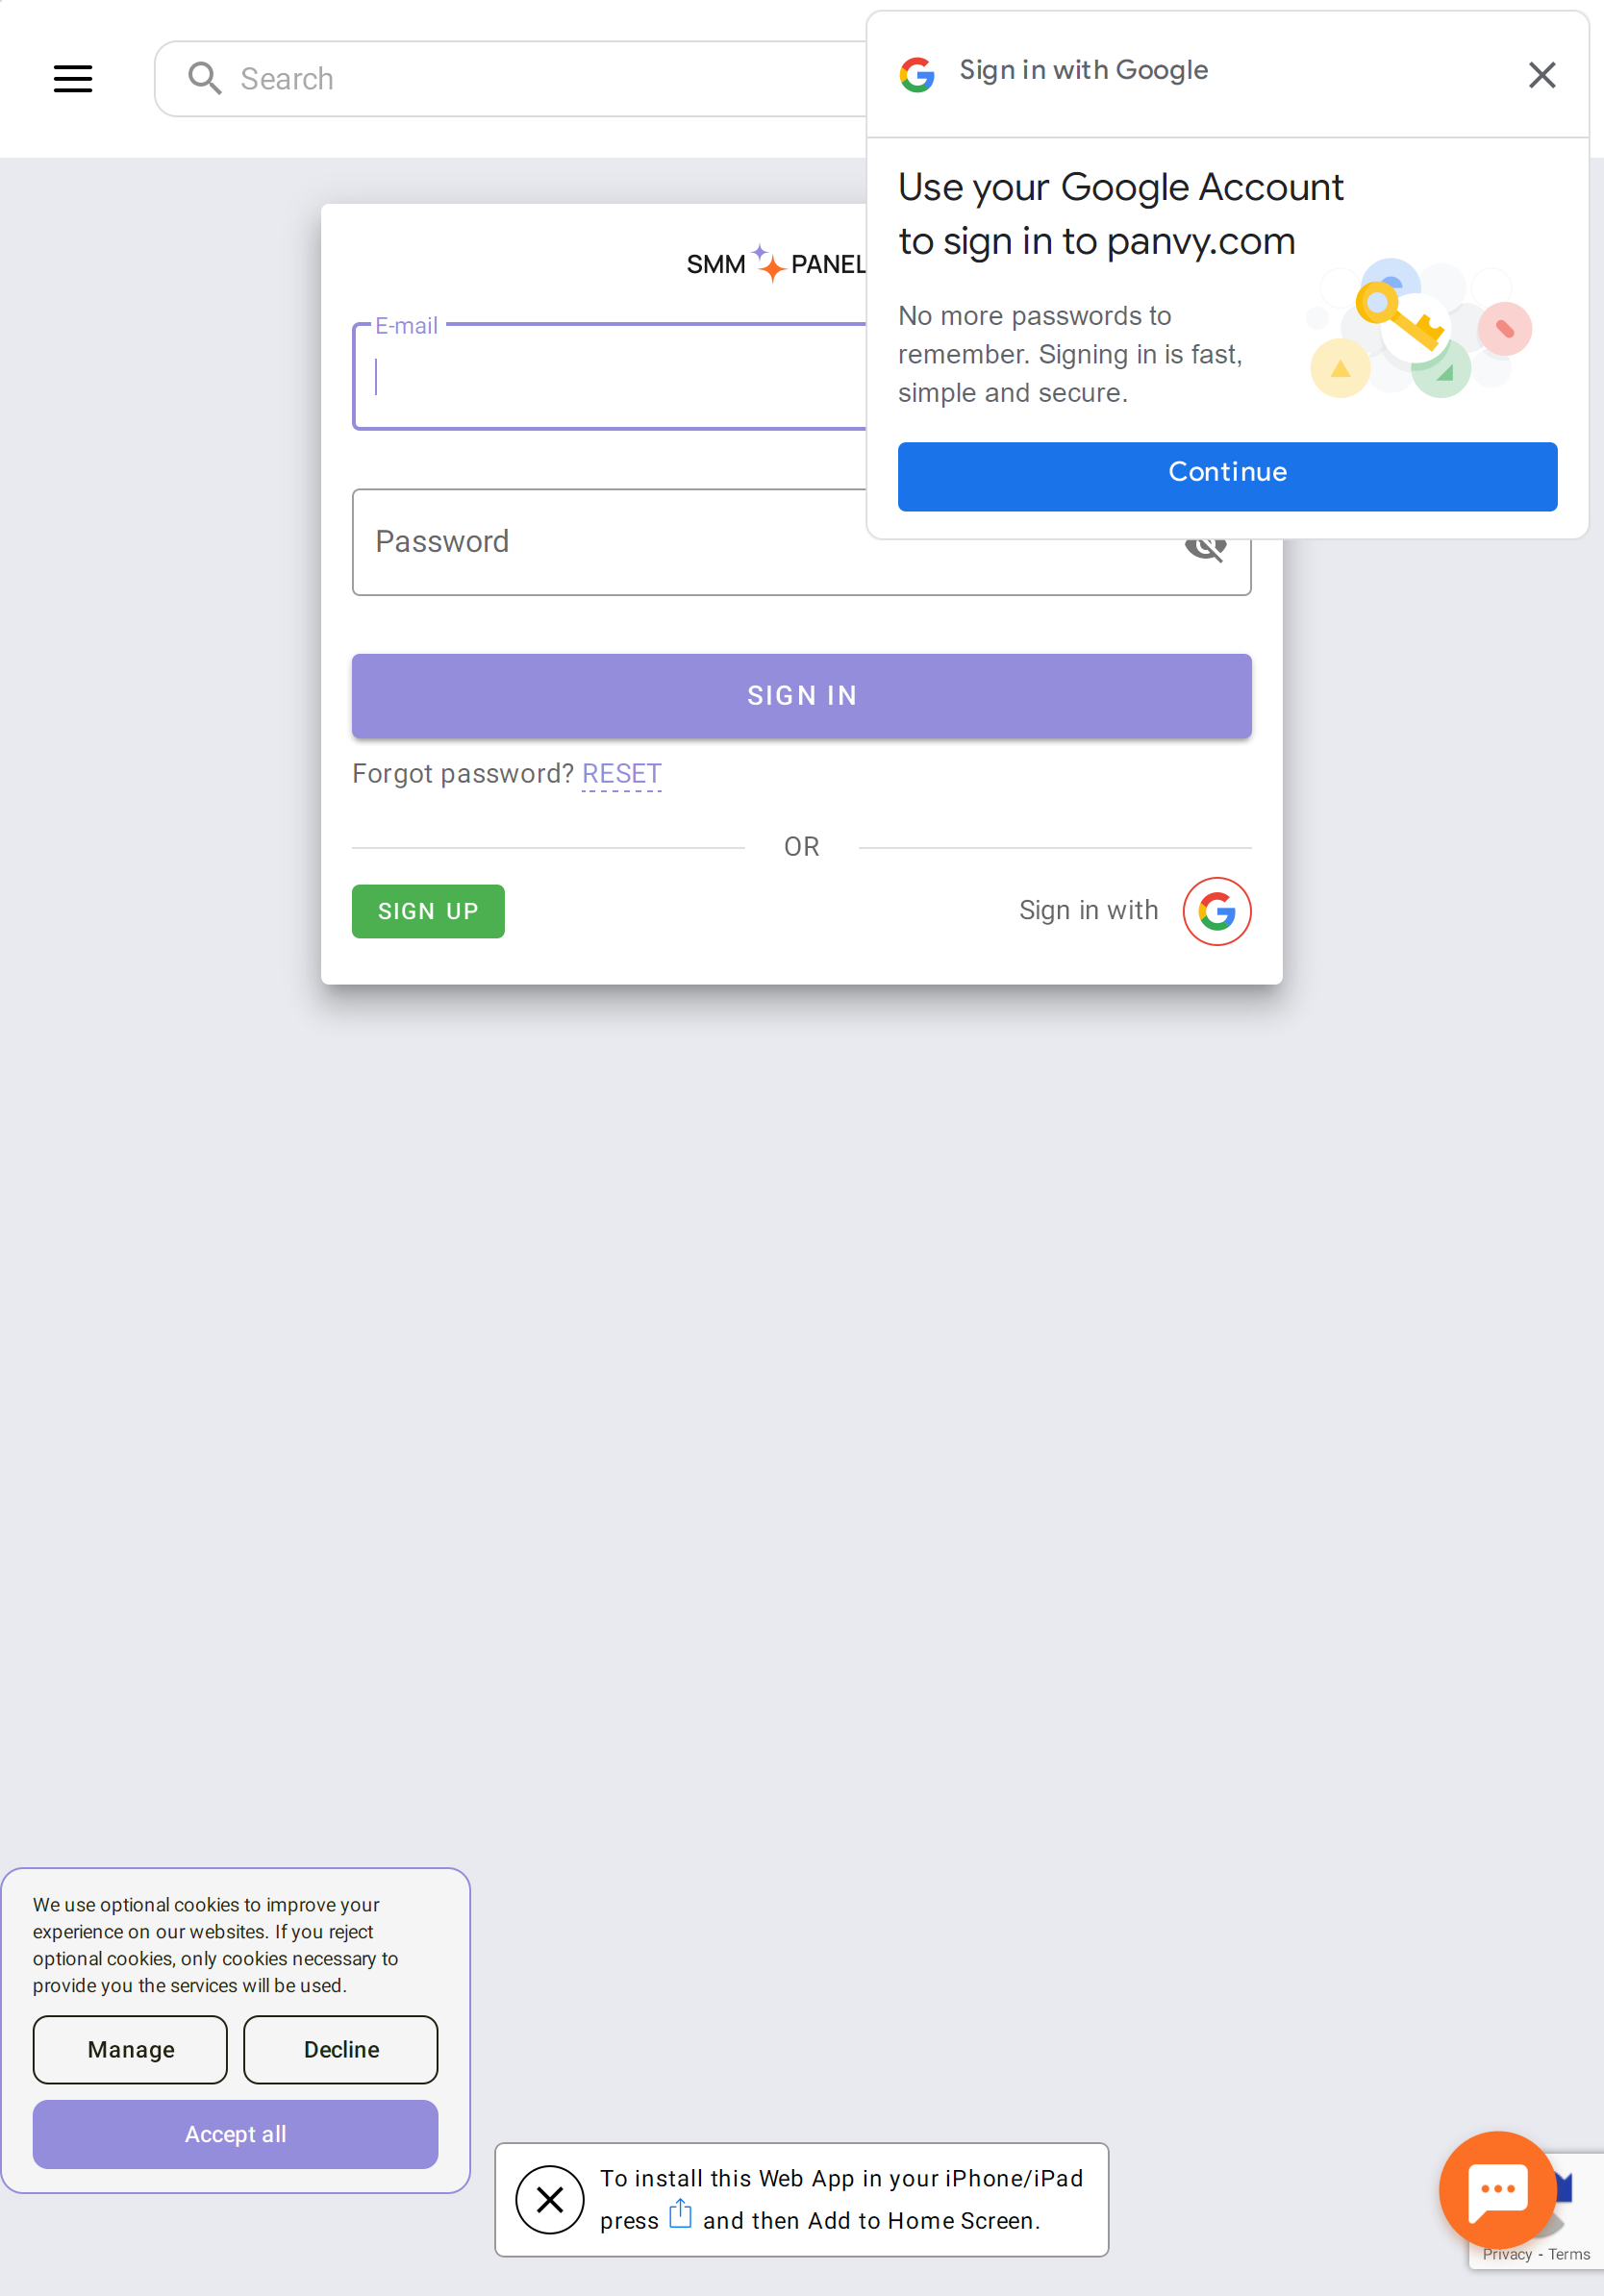 Search
Sign in with Google
Use your Google Account
to sign in to panvy.com
No more passwords to
remember. Signing in is fast,
simple and secure.
Continue
SMM PANEL
E-mail
Password
SIGN IN
Forgot password? RESET
OR
SIGN UP
Sign in with
We use optional cookies to improve your
experience on our websites. If you reject
optional cookies, only cookies necessary to
provide you the services will be used.
Manage
Decline
Accept all
To install this Web App in your iPhone/iPad
press and then Add to Home Screen.
Privacy - Terms